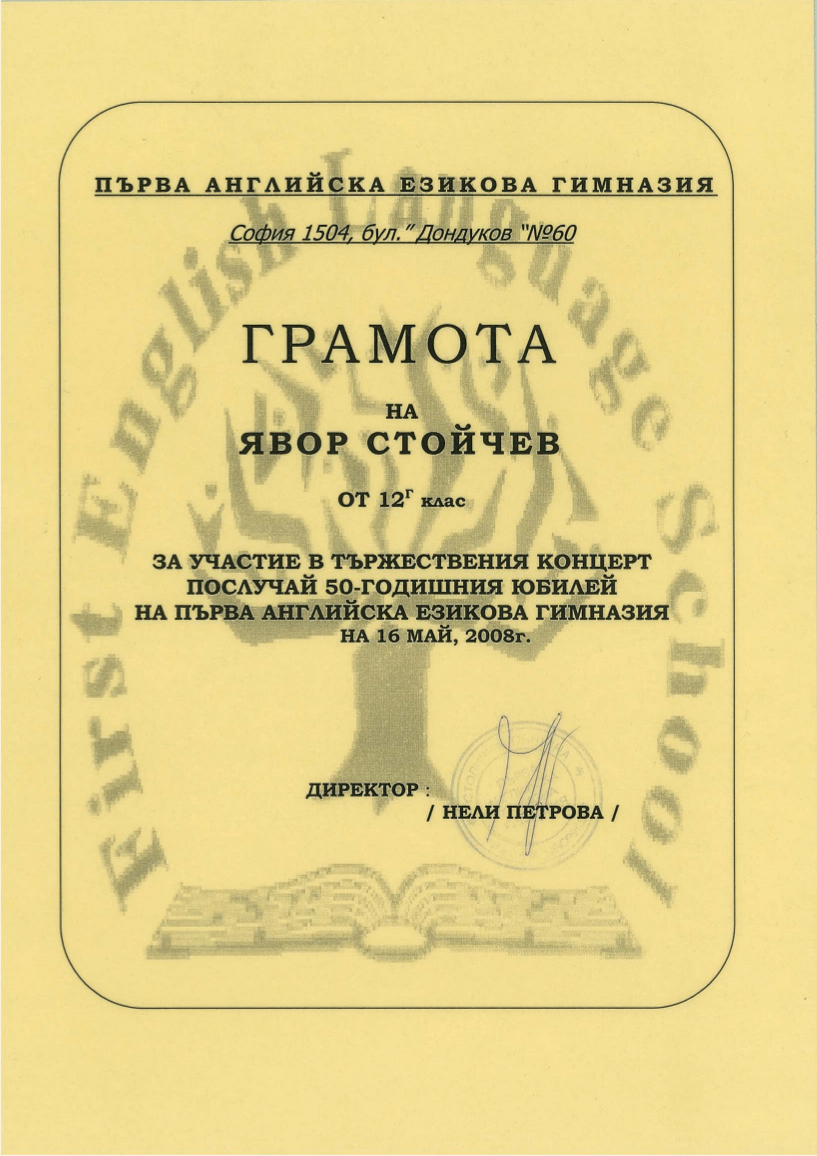 ПЪРВА АНГЛИЙСКА ЕЗИКОВА ГИМНАЗИЯ
София 1504, бул.” Дондуков “№60
ГРАМОТА
НА
ЯВОР СТОЙЧЕВ
ОТ 12г клас
ЗА УЧАСТИЕ В ТЪРЖЕСТВЕНИЯ КОНЦЕРТ
ПОСЛУЧАЙ 50-ГОДИШНИЯ ЮБИЛЕЙ
НА ПЪРВА АНГЛИЙСКА ЕЗИКОВА ГИМНАЗИЯ
НА 16 МАЙ, 2008г.
ДИРЕКТОР :
/ НЕЛИ ПЕТРОВА /
First English Language School